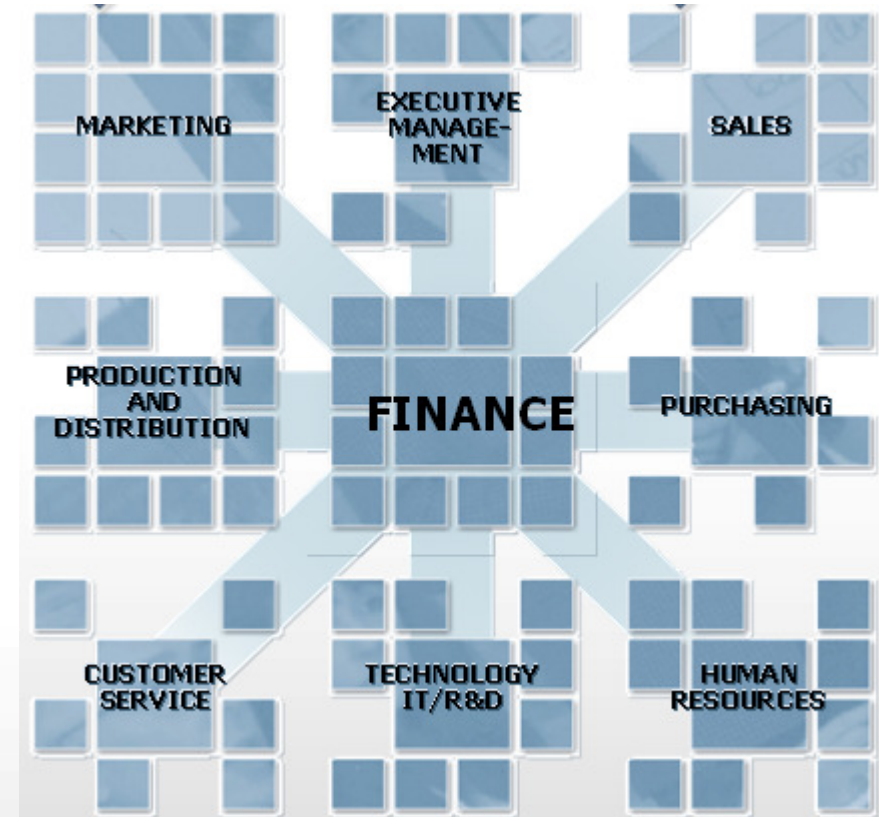 MARKETING
EXECUTIVE
MANAGE-
MENT
SALES
PRODUCTION
AND
DISTRIBUTION
FINANCE
PURCHASING
CUSTOMER
SERVICE
TECHNOLOGY
IT/R&D
HUMAN
RESOURCES